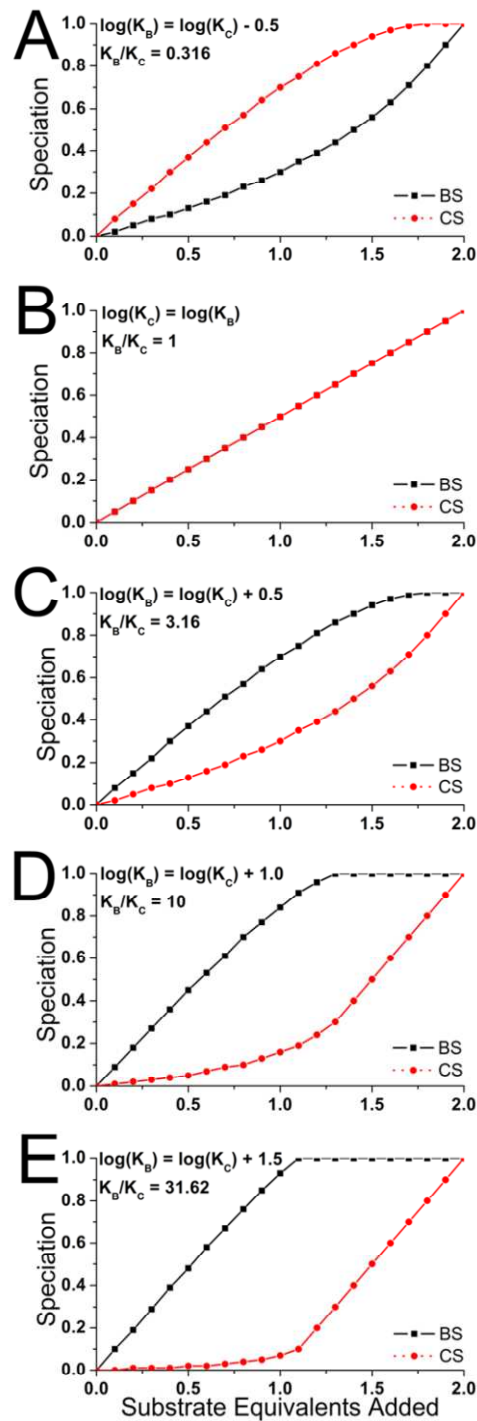 A
log(K_B) = log(K_C) - 0.5
K_B/K_C = 0.316
Speciation
1.0
0.8
0.6
0.4
0.2
0.0
BS
CS
0.0 0.5 1.0 1.5 2.0
B
log(K_C) = log(K_B)
K_B/K_C = 1
Speciation
1.0
0.8
0.6
0.4
0.2
0.0
BS
CS
0.0 0.5 1.0 1.5 2.0
C
log(K_B) = log(K_C) + 0.5
K_B/K_C = 3.16
Speciation
1.0
0.8
0.6
0.4
0.2
0.0
BS
CS
0.0 0.5 1.0 1.5 2.0
D
log(K_B) = log(K_C) + 1.0
K_B/K_C = 10
Speciation
1.0
0.8
0.6
0.4
0.2
0.0
BS
CS
0.0 0.5 1.0 1.5 2.0
E
log(K_B) = log(K_C) + 1.5
K_B/K_C = 31.62
Speciation
1.0
0.8
0.6
0.4
0.2
0.0
BS
CS
0.0 0.5 1.0 1.5 2.0
Substrate Equivalents Added